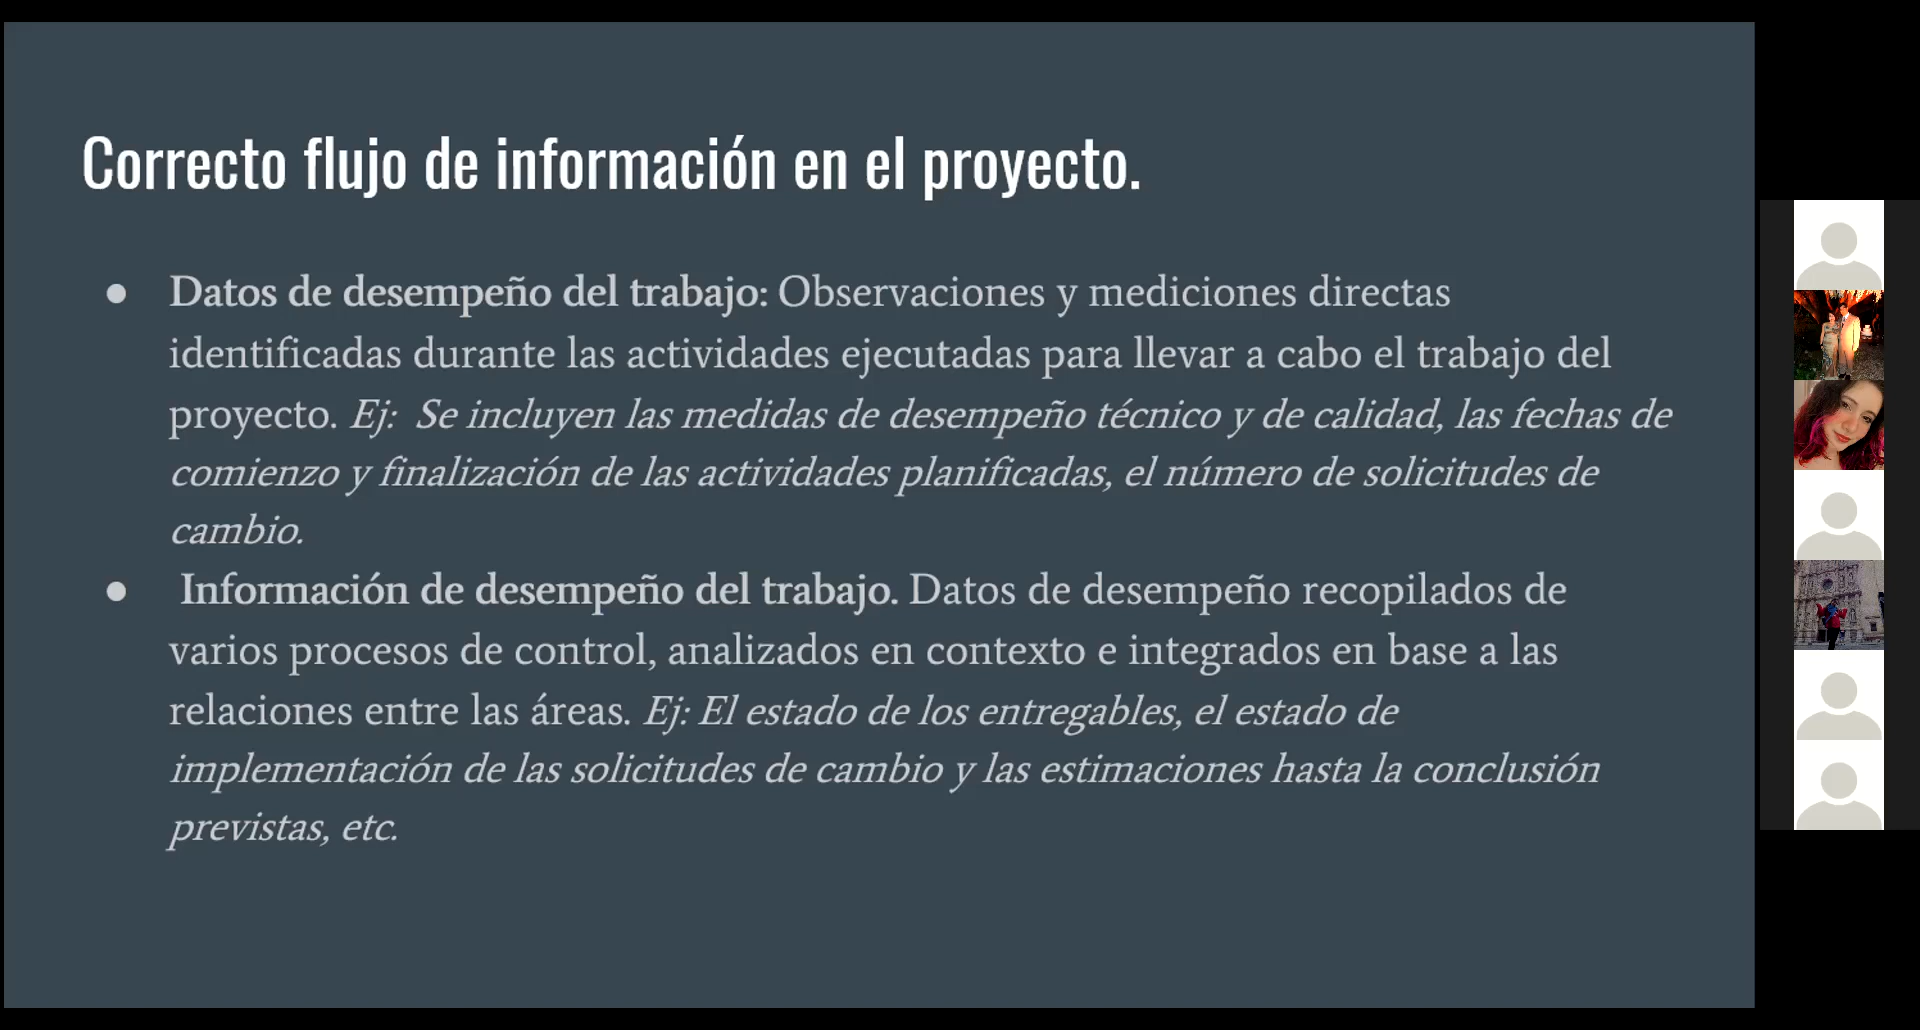 Correcto flujo de información en el proyecto.
● Datos de desempeño del trabajo: Observaciones y mediciones directas
identificadas durante las actividades ejecutadas para llevar a cabo el trabajo del
proyecto. Ej: Se incluyen las medidas de desempeño técnico y de calidad, las fechas de
comienzo y finalización de las actividades planificadas, el número de solicitudes de
cambio.
● Información de desempeño del trabajo. Datos de desempeño recopilados de
varios procesos de control, analizados en contexto e integrados en base a las
relaciones entre las áreas. Ej: El estado de los entregables, el estado de
implementación de las solicitudes de cambio y las estimaciones hasta la conclusión
previstas, etc.